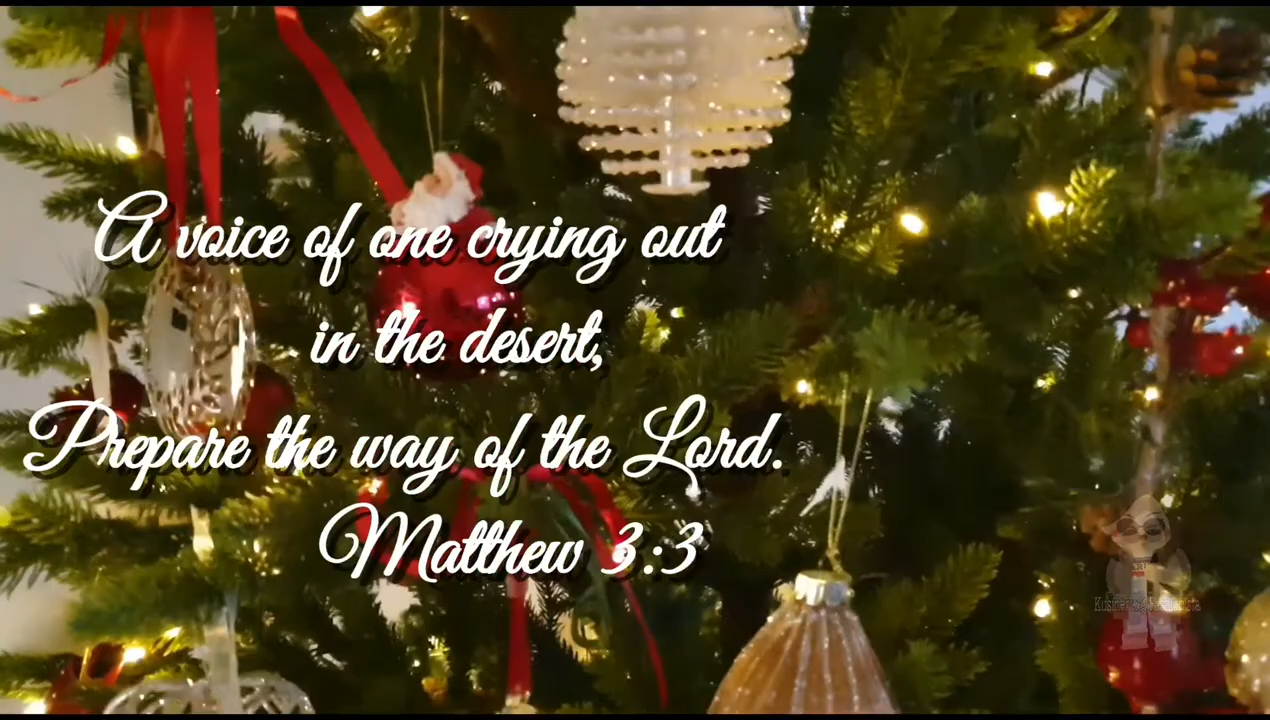 A voice of one crying out
in the desert,
Prepare the way of the Lord.
Matthew 3:3